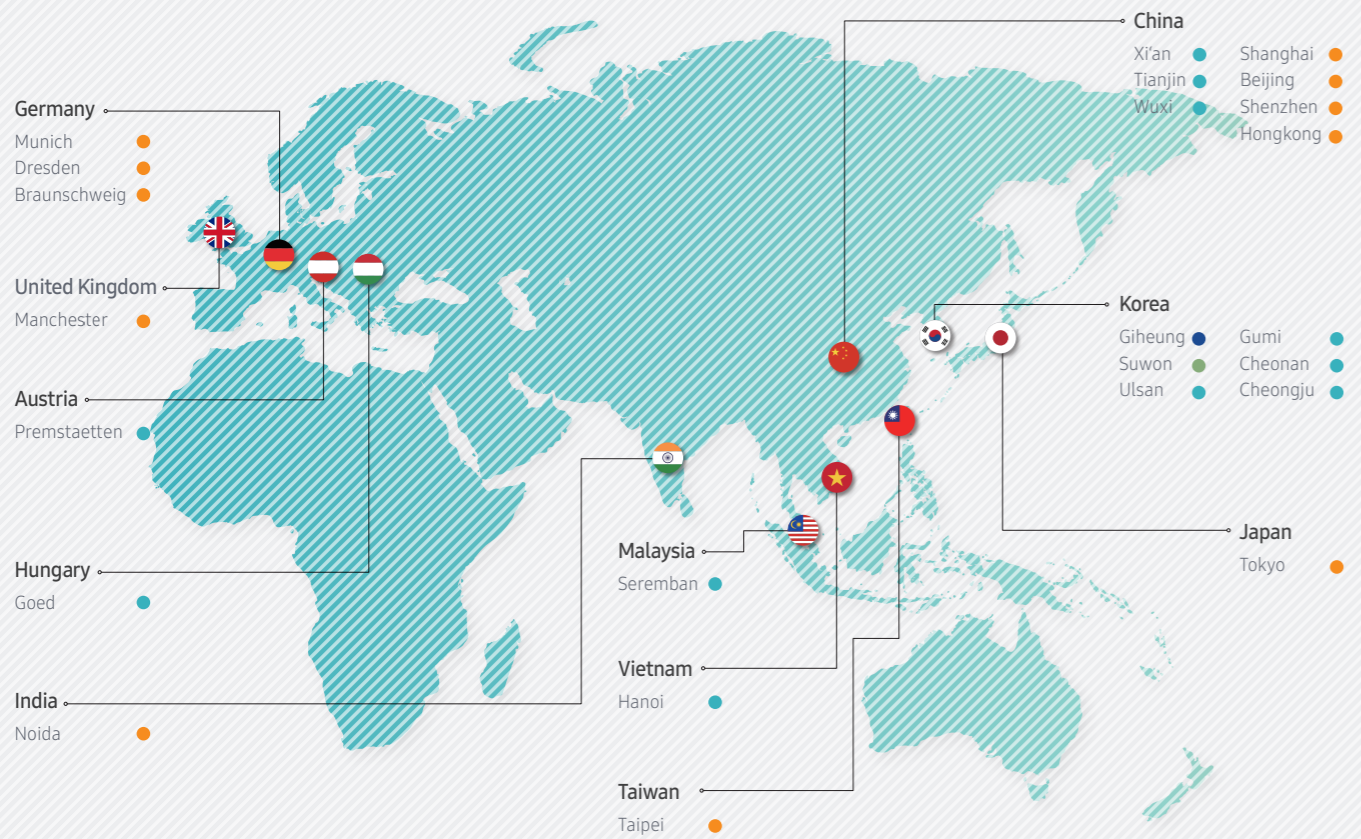 Germany
Munich
Dresden
Braunschweig
United Kingdom
Manchester
Austria
Premstaetten
Hungary
Goed
India
Noida
Malaysia
Seremban
Vietnam
Hanoi
Taiwan
Taipei
China
Xi'an Shanghai
Tianjin Beijing
Wuxi Shenzhen
Hongkong
Korea
Giheung Gumi
Suwon Cheonan
Ulsan Cheongju
Japan
Tokyo